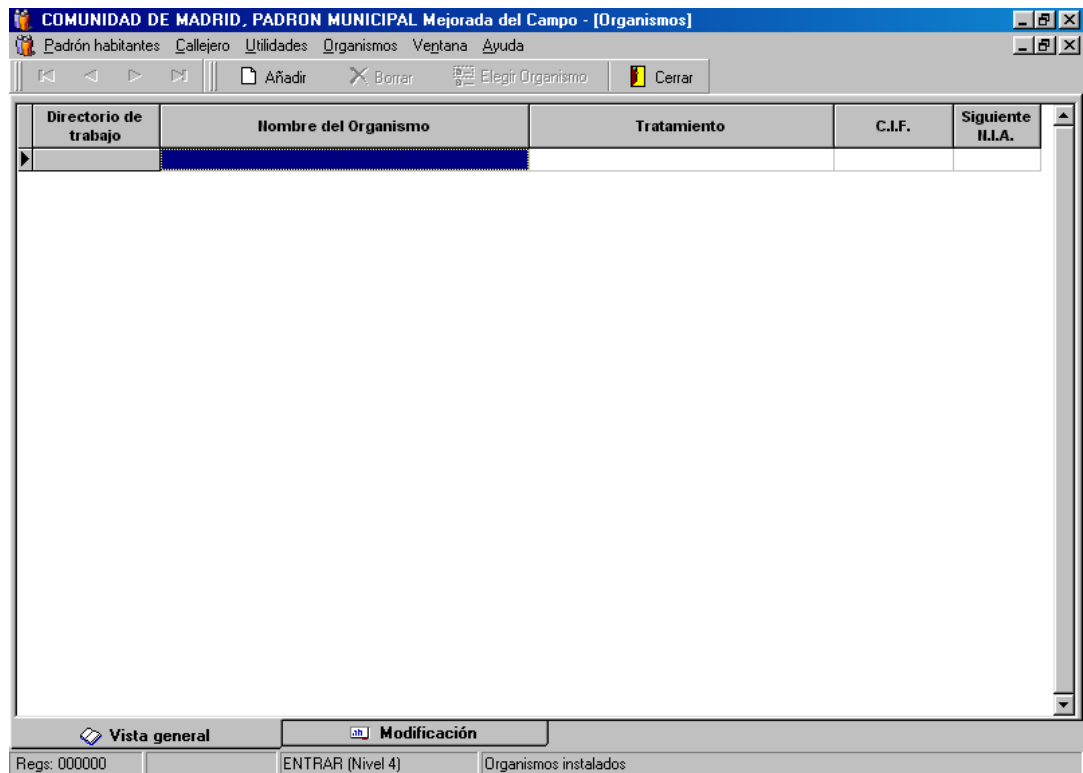 COMUNIDAD DE MADRID, PADRON MUNICIPAL Mejorada del Campo - [Organismos]
Padrón habitantes Callejero Utilidades Organismos Ventana Ayuda
Añadir Borrar Elegir Organismo Cerrar
Directorio de trabajo Nombre del Organismo Tratamiento C.I.F. Siguiente N.I.A.
Vista general Modificación
Regs: 000000 ENTRAR (Nivel 4) Organismos instalados